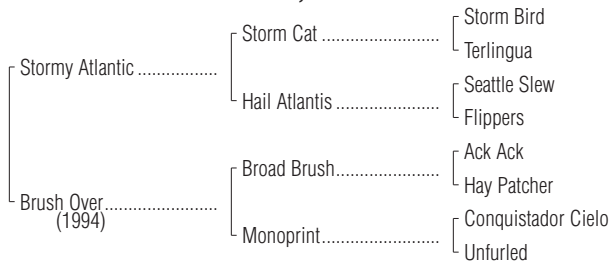 Storm Bird
Storm Cat ........................
Terlingua
Stormy Atlantic ................
Seattle Slew
Hail Atlantis .....................
Flippers
Ack Ack
Broad Brush.....................
Hay Patcher
Brush Over.......................
(1994)
Conquistador Cielo
Monoprint........................
Unfurled